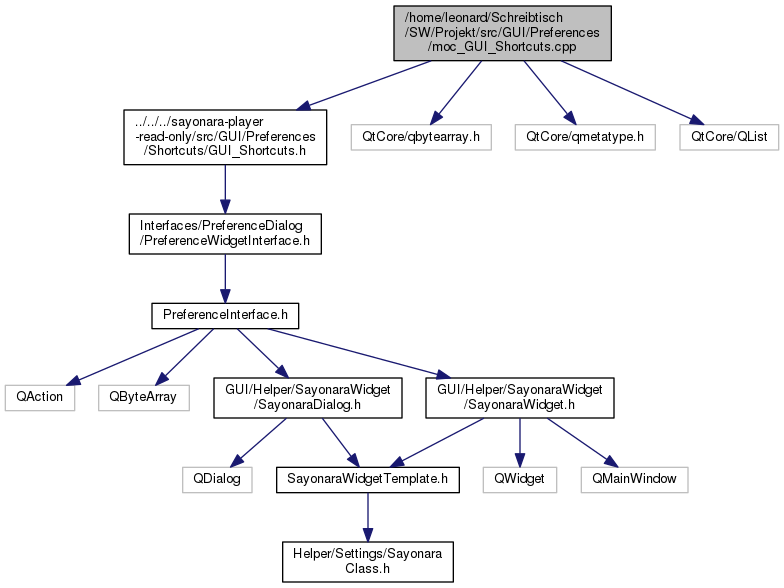 /home/leonard/Schreibtisch
/SW/Projekt/src/GUI/Preferences
/moc_GUI_Shortcuts.cpp
../../../sayonara-player
-read-only/src/GUI/Preferences
/Shortcuts/GUI_Shortcuts.h
QtCore/qbytearray.h
QtCore/qmetatype.h
QtCore/QList
Interfaces/PreferenceDialog
/PreferenceWidgetInterface.h
PreferenceInterface.h
QAction
QByteArray
GUI/Helper/SayonaraWidget
/SayonaraDialog.h
GUI/Helper/SayonaraWidget
/SayonaraWidget.h
QDialog
SayonaraWidgetTemplate.h
QWidget
QMainWindow
Helper/Settings/Sayonara
Class.h